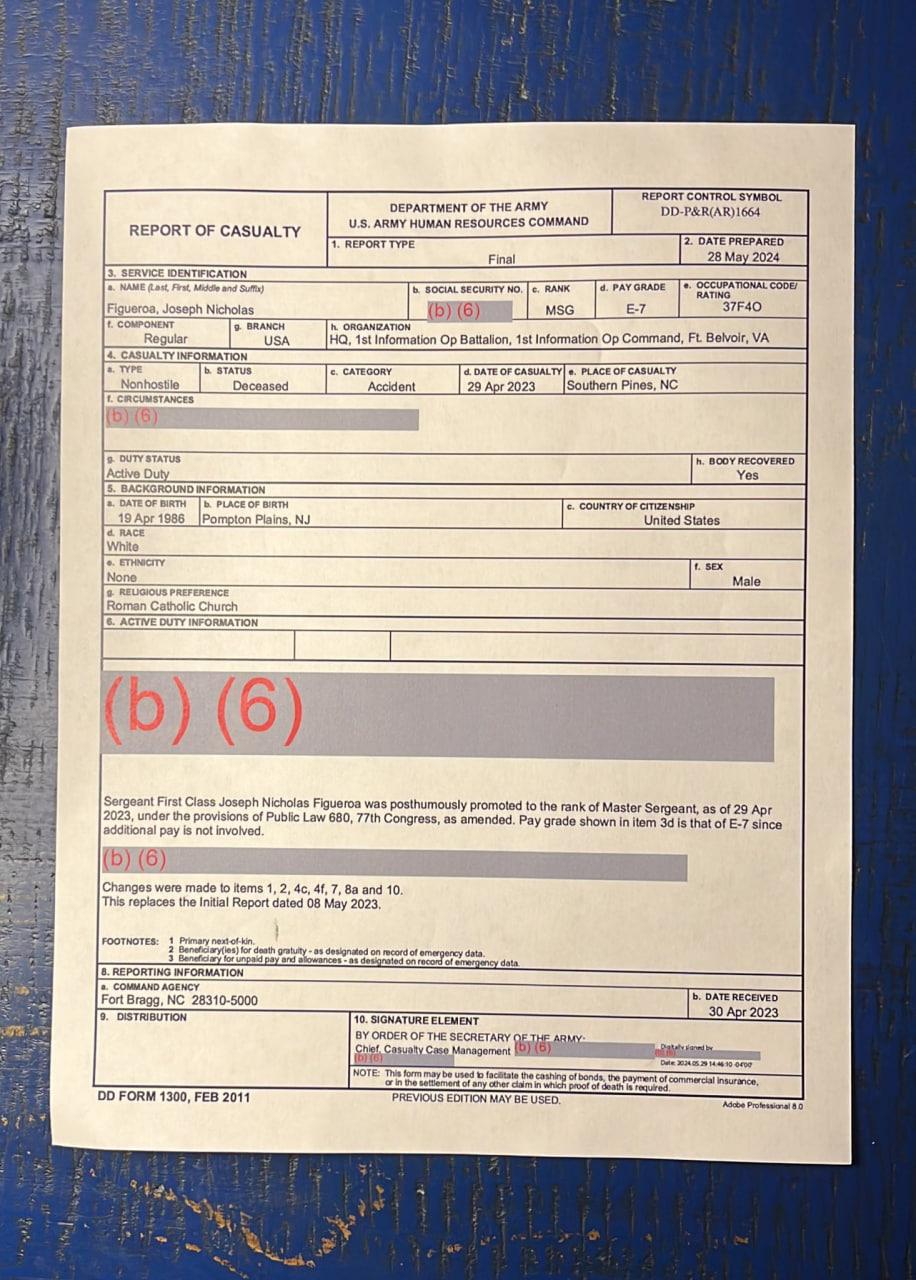 REPORT OF CASUALTY
DEPARTMENT OF THE ARMY
U.S. ARMY HUMAN RESOURCES COMMAND
REPORT CONTROL SYMBOL
DD-P&R(AR)1664
1. REPORT TYPE
Final
2. DATE PREPARED
28 May 2024
3. SERVICE IDENTIFICATION
a. NAME (Last, First, Middle and Suffix)
Figueroa, Joseph Nicholas
b. SOCIAL SECURITY NO.
(b) (6)
c. RANK
MSG
d. PAY GRADE
E-7
e. OCCUPATIONAL CODE/
RATING
37F4O
f. COMPONENT
Regular
g. BRANCH
USA
h. ORGANIZATION
HQ, 1st Information Op Battalion, 1st Information Op Command, Ft. Belvoir, VA
4. CASUALTY INFORMATION
a. TYPE
Nonhostile
b. STATUS
Deceased
c. CATEGORY
Accident
d. DATE OF CASUALTY
29 Apr 2023
e. PLACE OF CASUALTY
Southern Pines, NC
f. CIRCUMSTANCES
(b) (6)
g. DUTY STATUS
Active Duty
h. BODY RECOVERED
Yes
5. BACKGROUND INFORMATION
a. DATE OF BIRTH
19 Apr 1986
b. PLACE OF BIRTH
Pompton Plains, NJ
c. COUNTRY OF CITIZENSHIP
United States
d. RACE
White
e. ETHNICITY
None
f. SEX
Male
g. RELIGIOUS PREFERENCE
Roman Catholic Church
6. ACTIVE DUTY INFORMATION
(b) (6)
Sergeant First Class Joseph Nicholas Figueroa was posthumously promoted to the rank of Master Sergeant, as of 29 Apr
2023, under the provisions of Public Law 680, 77th Congress, as amended. Pay grade shown in item 3d is that of E-7 since
additional pay is not involved.
(b) (6)
Changes were made to items 1, 2, 4c, 4f, 7, 8a and 10.
This replaces the Initial Report dated 08 May 2023.
FOOTNOTES: 1 Primary next-of-kin.
2 Beneficiary(ies) for death gratuity - as designated on record of emergency data.
3 Beneficiary for unpaid pay and allowances - as designated on record of emergency data.
8. REPORTING INFORMATION
a. COMMAND AGENCY
Fort Bragg, NC 28310-5000
b. DATE RECEIVED
30 Apr 2023
9. DISTRIBUTION
10. SIGNATURE ELEMENT
BY ORDER OF THE SECRETARY OF THE ARMY:
Chief, Casualty Case Management (b) (6)
(b) (6)
Digitally signed by
(b) (6)
Date: 2024.05.29 14:46:10 -04'00'
NOTE: This form may be used to facilitate the cashing of bonds, the payment of commercial insurance,
or in the settlement of any other claim in which proof of death is required.
DD FORM 1300, FEB 2011
PREVIOUS EDITION MAY BE USED.
Adobe Professional 8.0